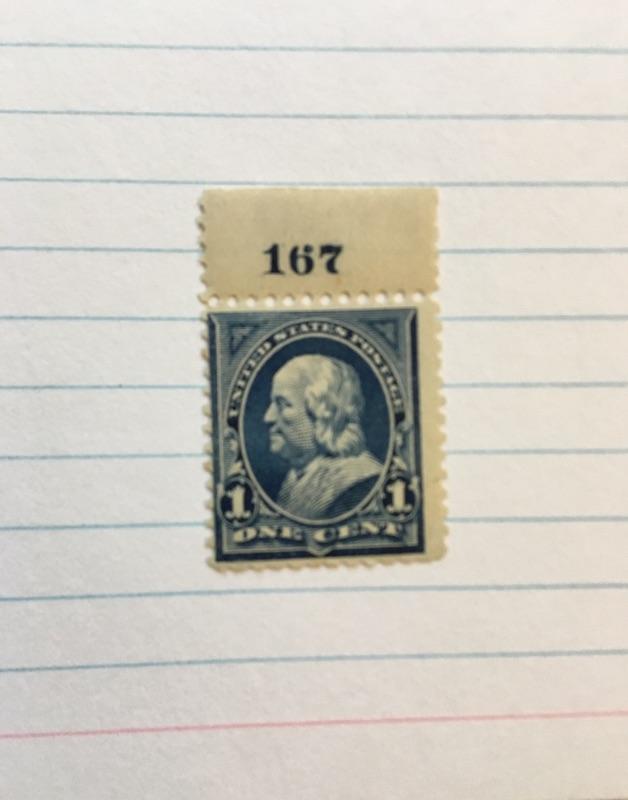 167
UNITED STATES POSTAGE
1 1
ONE CENT